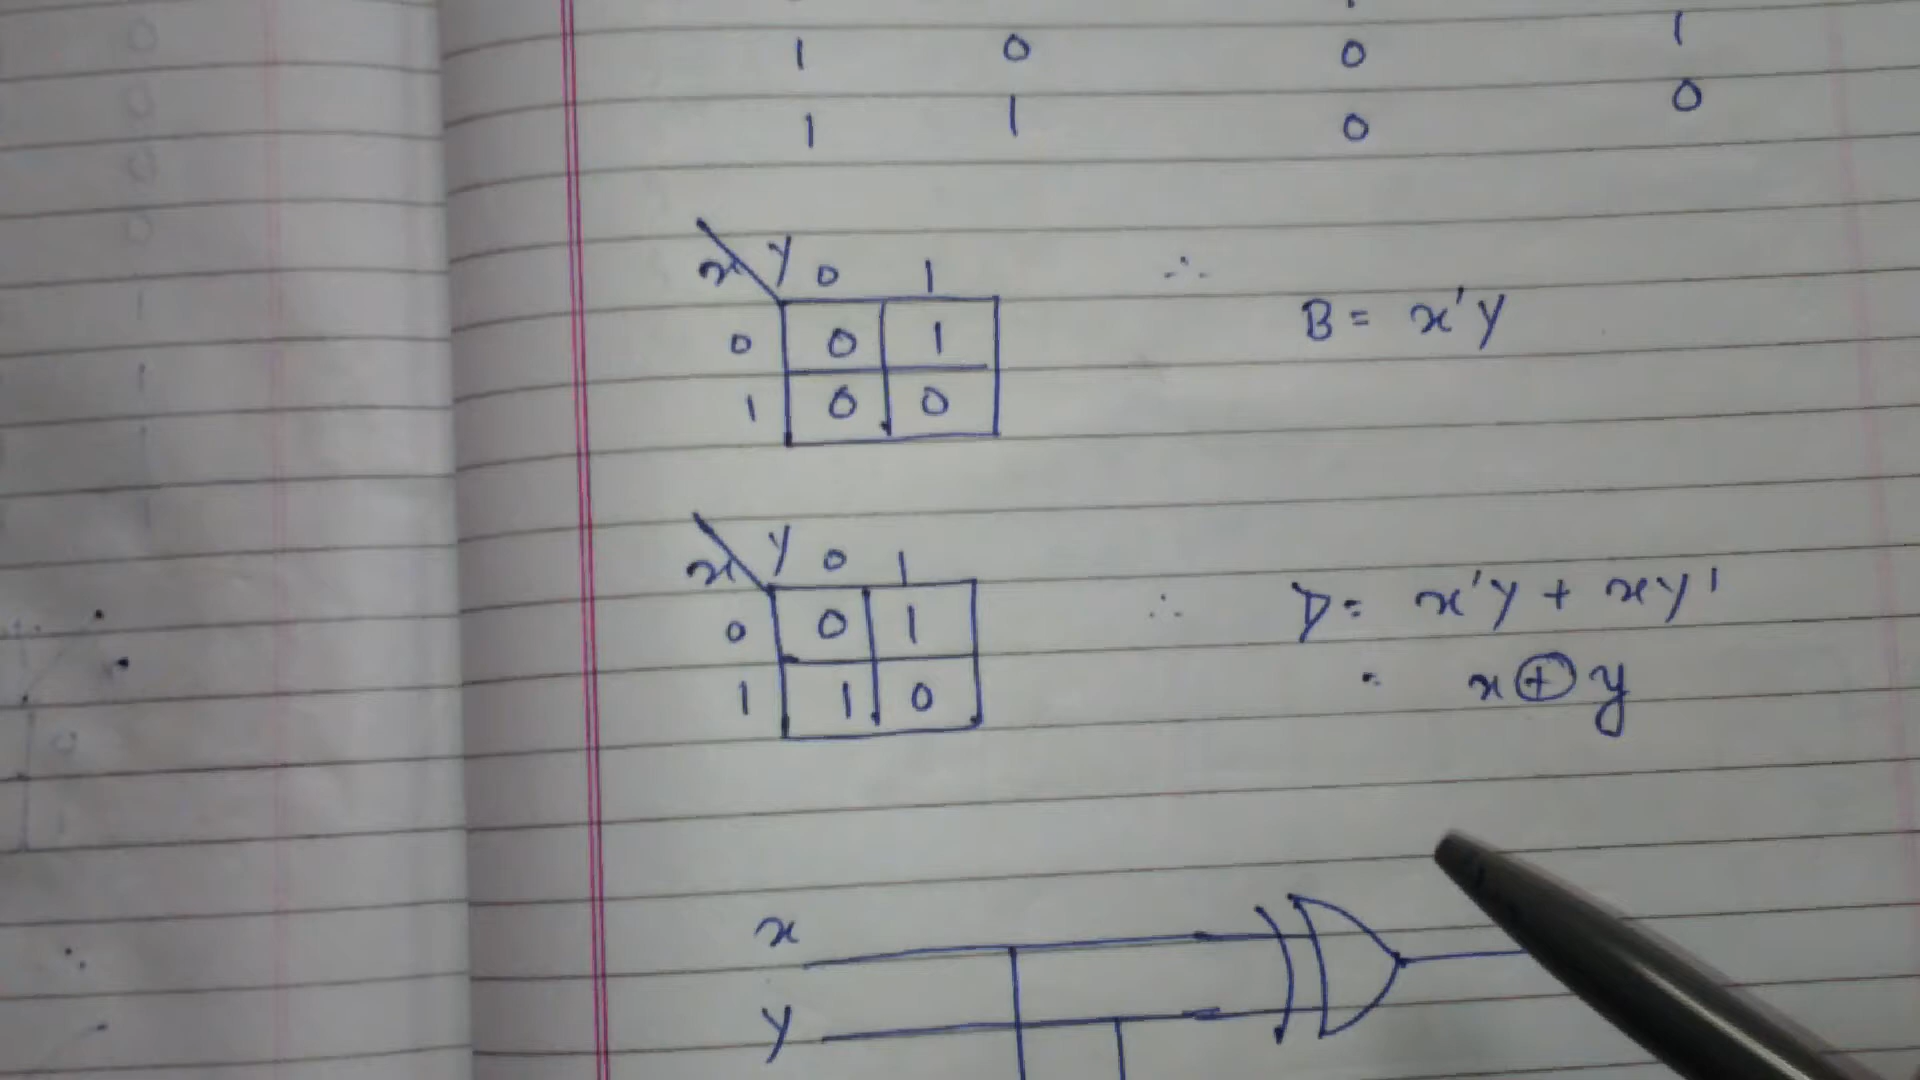 1 0 0 1
1 1 0 0
x y 0 1
0 0 1
1 0 0
∴ B = x'y
x y 0 1
0 0 1
1 1 0
∴ D = x'y + xy'
= x ⊕ y
x
y